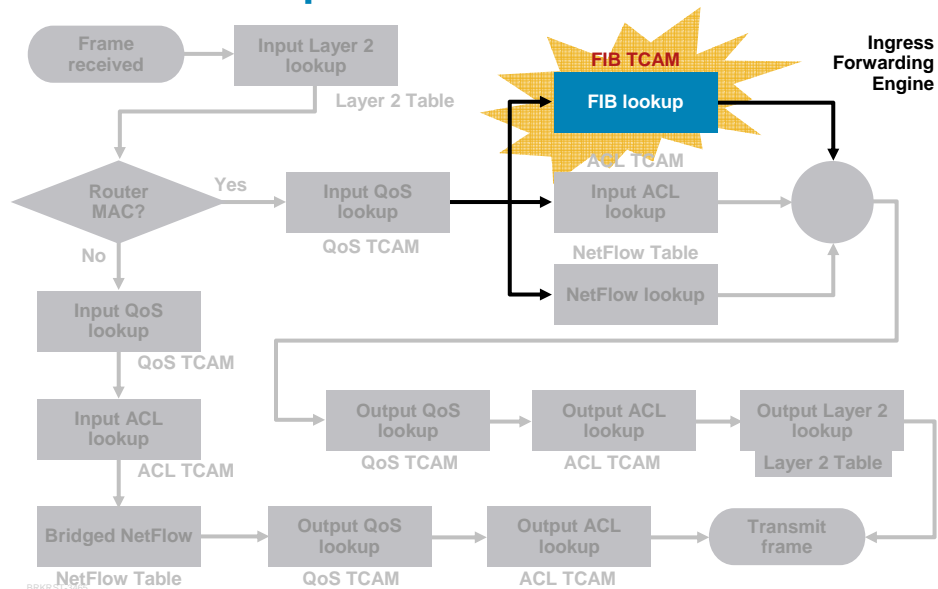 Frame
received
Input Layer 2
lookup
Layer 2 Table
FIB TCAM
FIB lookup
Ingress
Forwarding
Engine
Router
MAC?
Yes
No
Input QoS
lookup
QoS TCAM
ACL TCAM
Input ACL
lookup
NetFlow Table
NetFlow lookup
Input QoS
lookup
QoS TCAM
Input ACL
lookup
ACL TCAM
Output QoS
lookup
QoS TCAM
Output ACL
lookup
ACL TCAM
Output Layer 2
lookup
Layer 2 Table
Bridged NetFlow
NetFlow Table
Output QoS
lookup
QoS TCAM
Output ACL
lookup
ACL TCAM
Transmit
frame